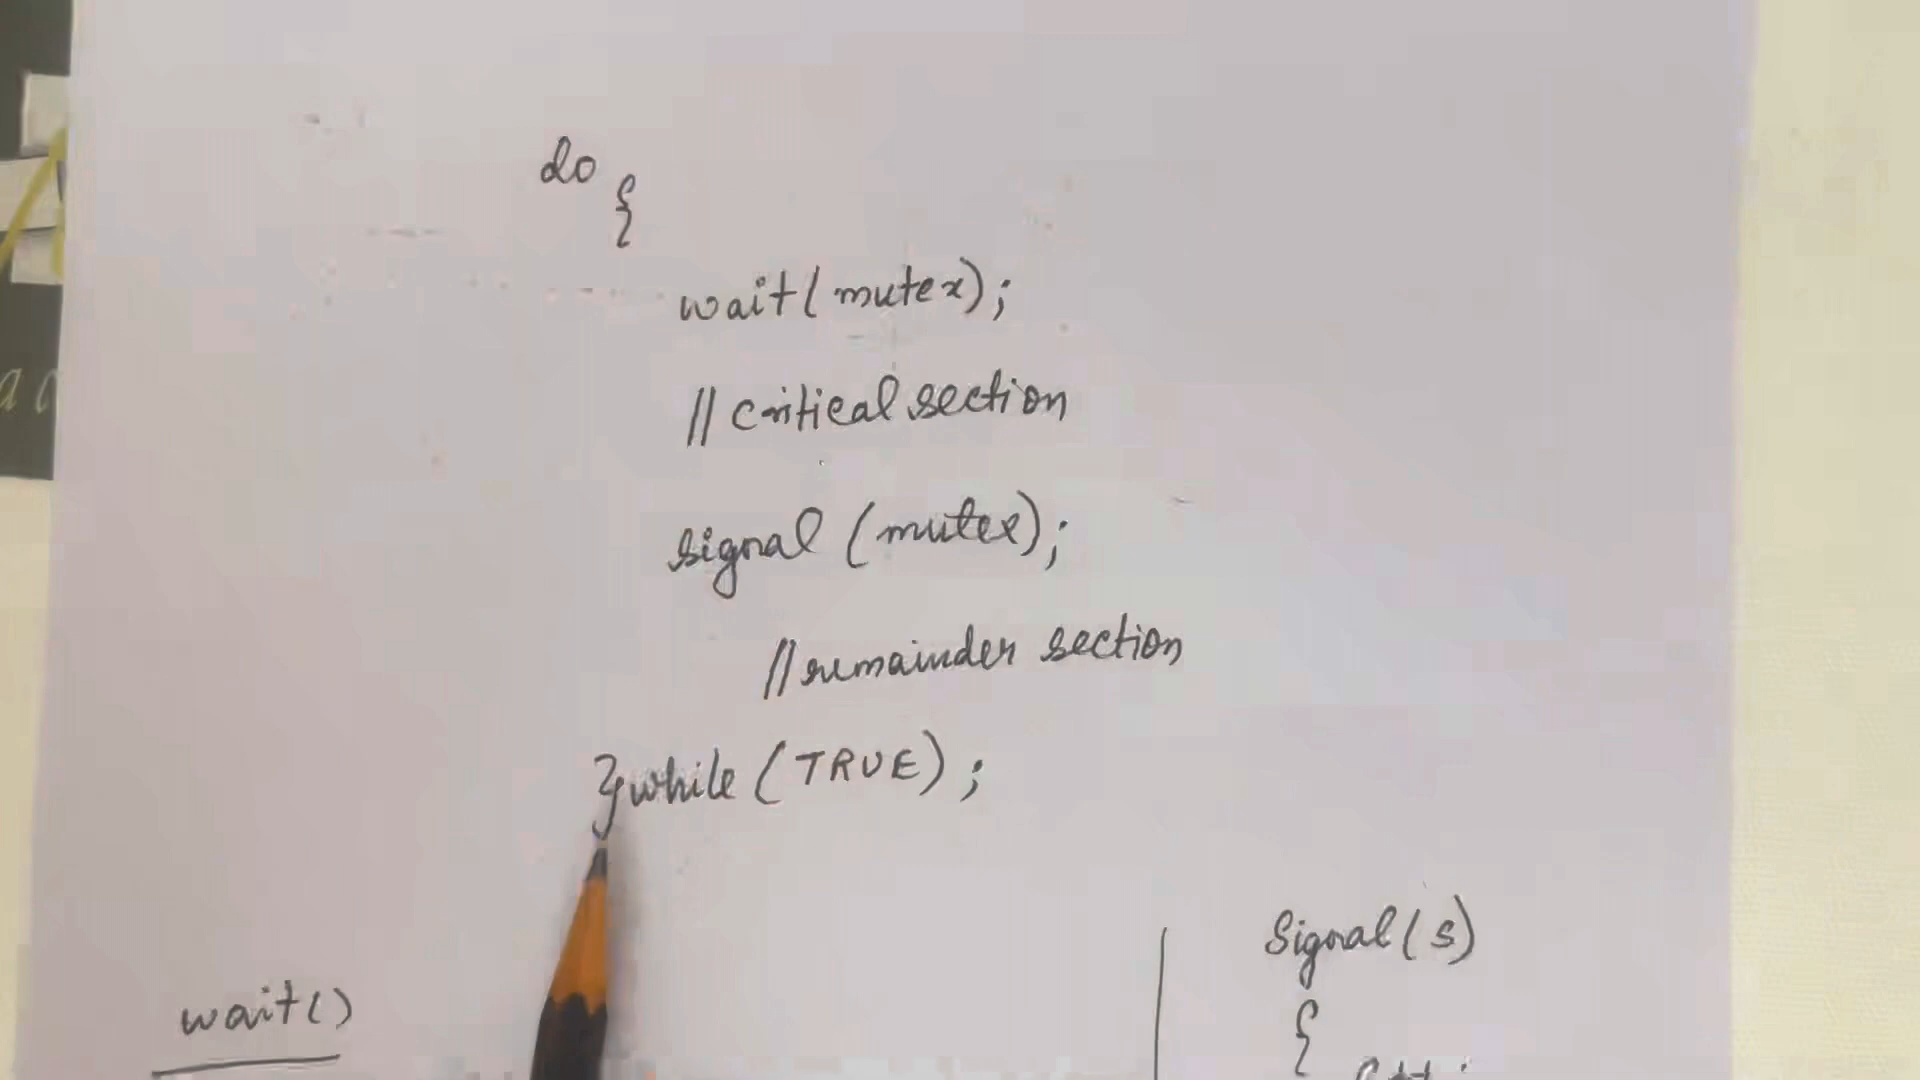 do
{
wait(mutex);
// critical section
signal (mutex);
// remainder section
} while (TRUE);
wait()
Signal(s)
{